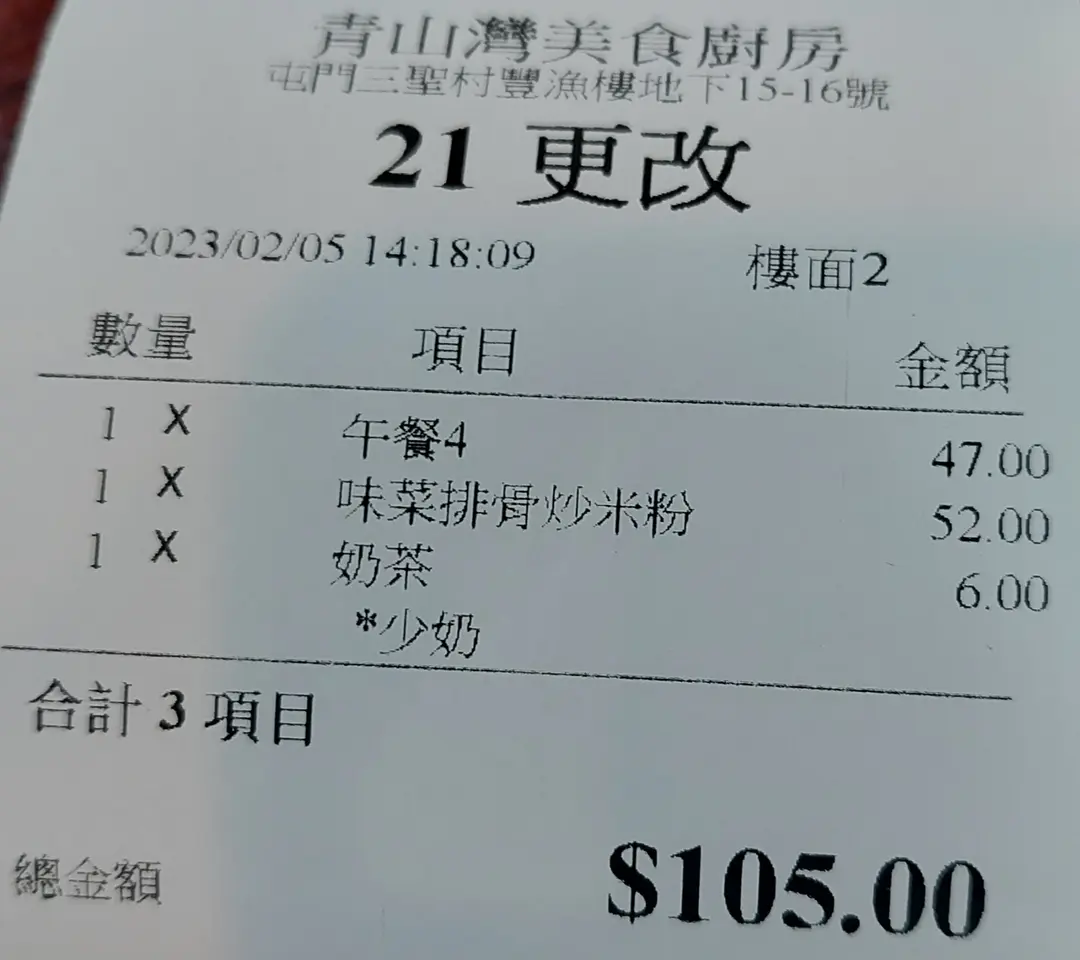 青山灣美食廚房
屯門三聖村豐漁樓地下15-16號
21 更改
2023/02/05 14:18:09 樓面2
數量 項目 金額
1 X 午餐4 47.00
1 X 味菜排骨炒米粉 52.00
1 X 奶茶 6.00
*少奶
合計 3 項目
總金額 $105.00